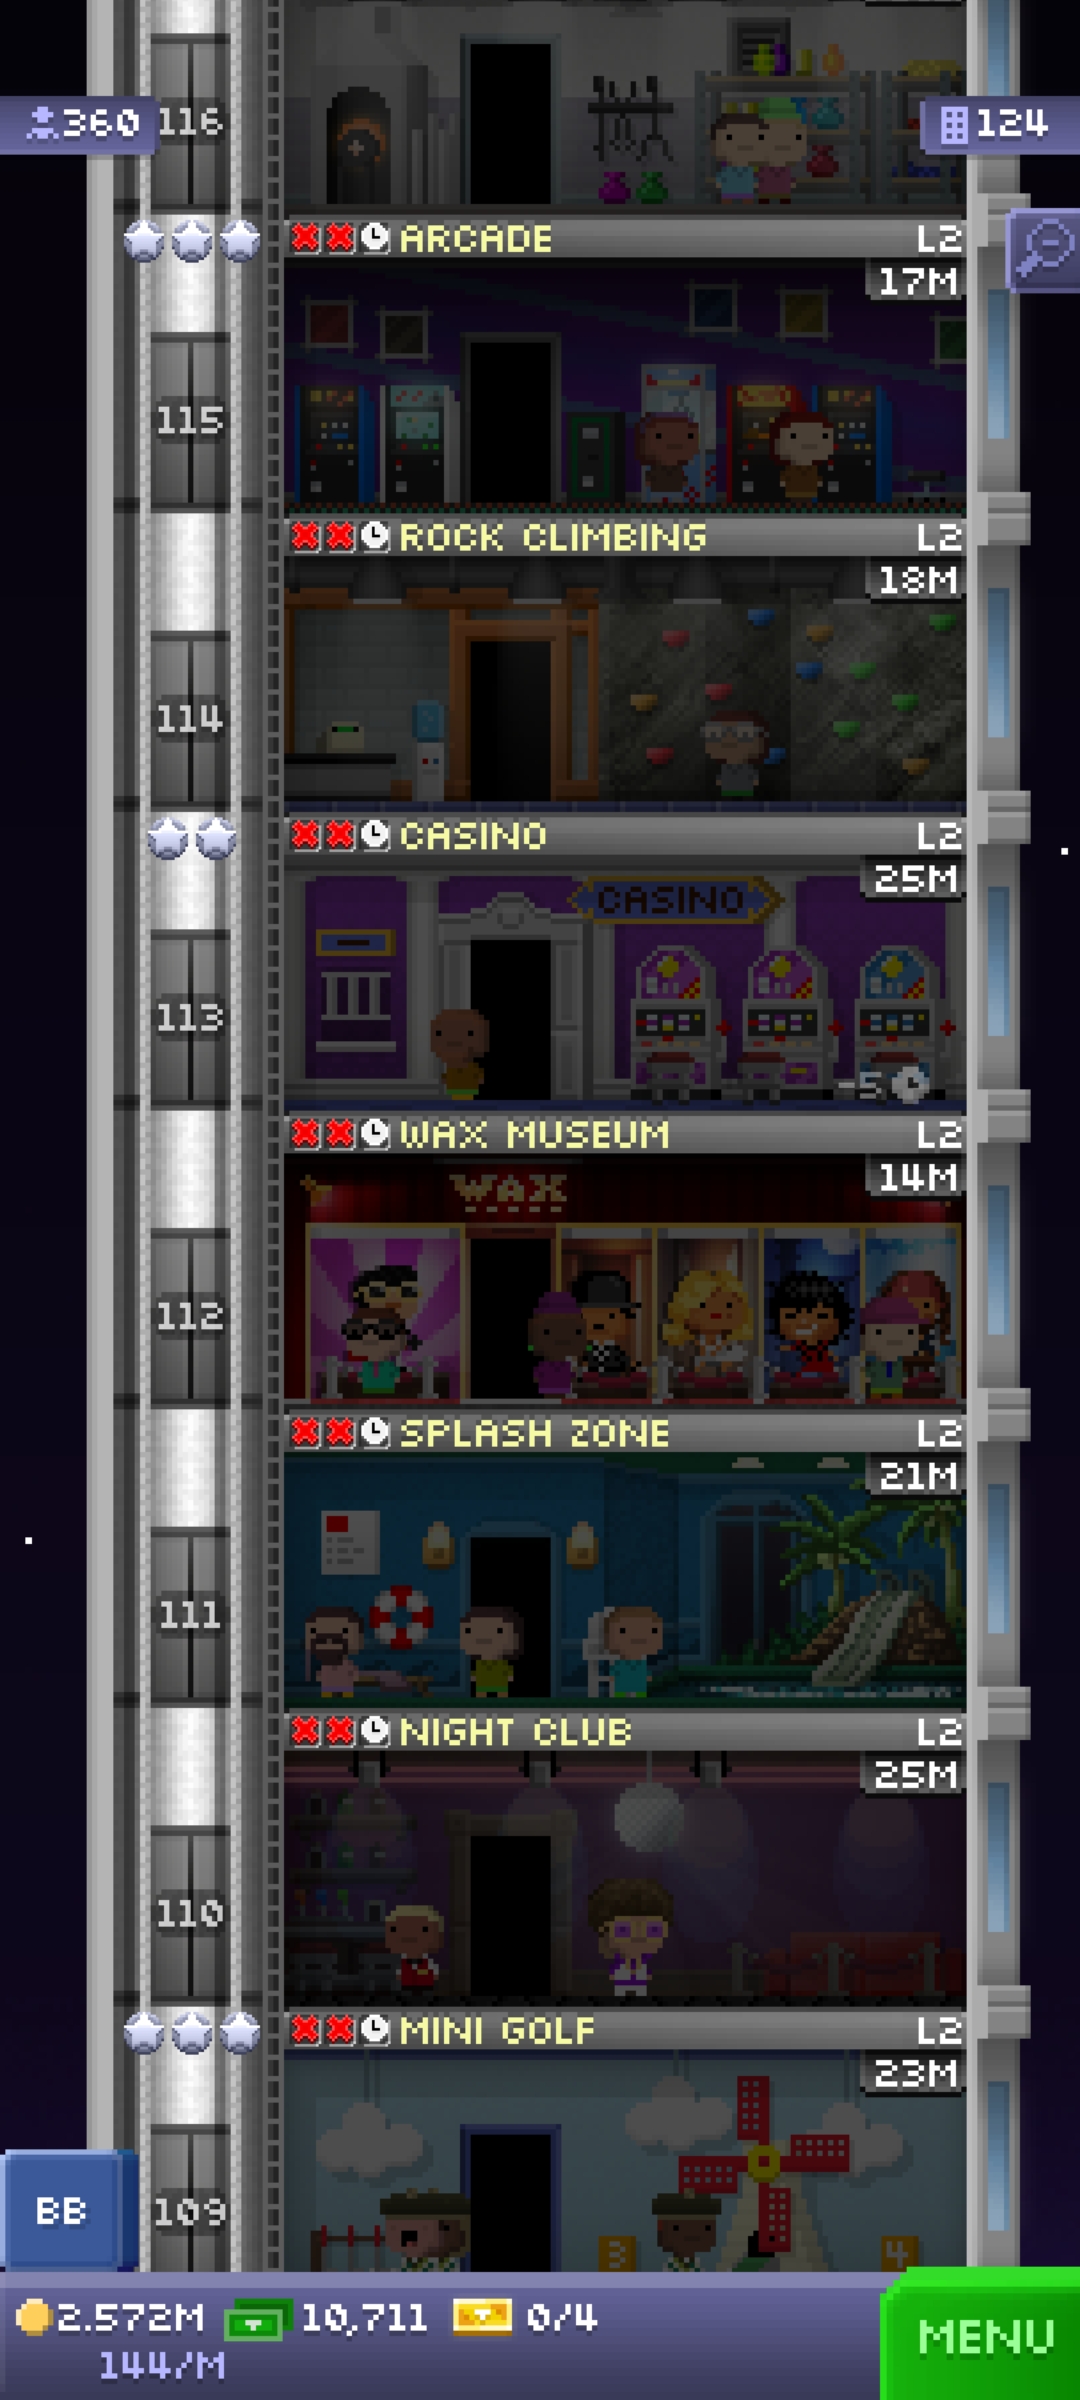 360
116
124
ARCADE L2
17M
115
ROCK CLIMBING L2
18M
114
CASINO L2
25M
CASINO
113
-5
WAX MUSEUM L2
14M
WAX
112
SPLASH ZONE L2
21M
111
NIGHT CLUB L2
25M
110
MINI GOLF L2
23M
BB
109
3
4
2.572M 10,711 0/4
144/M
MENU